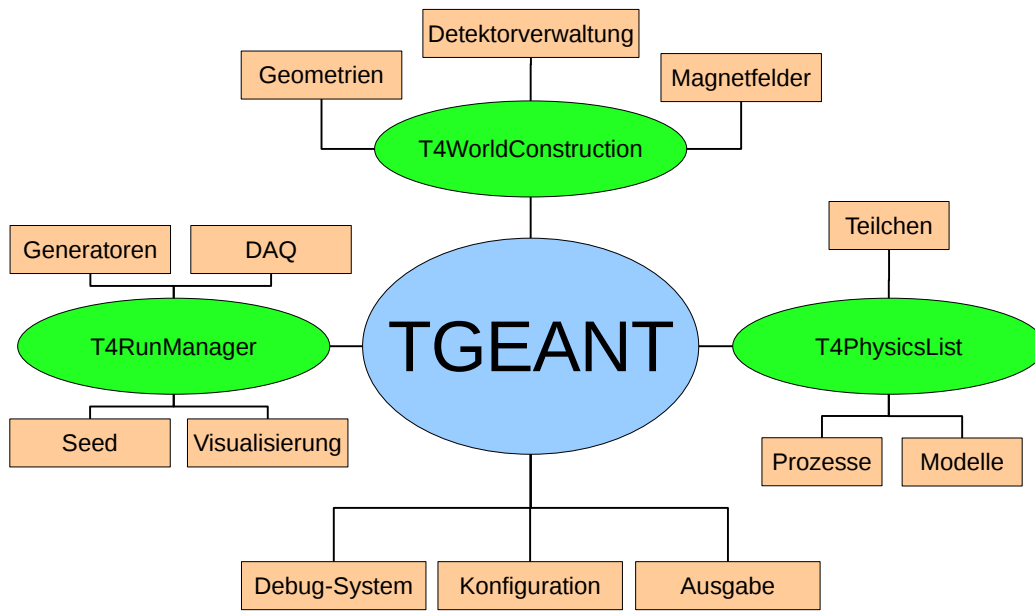 Detektorverwaltung
Geometrien
Magnetfelder
T4WorldConstruction
Generatoren
DAQ
Teilchen
T4RunManager
TGEANT
T4PhysicsList
Seed
Visualisierung
Prozesse
Modelle
Debug-System
Konfiguration
Ausgabe